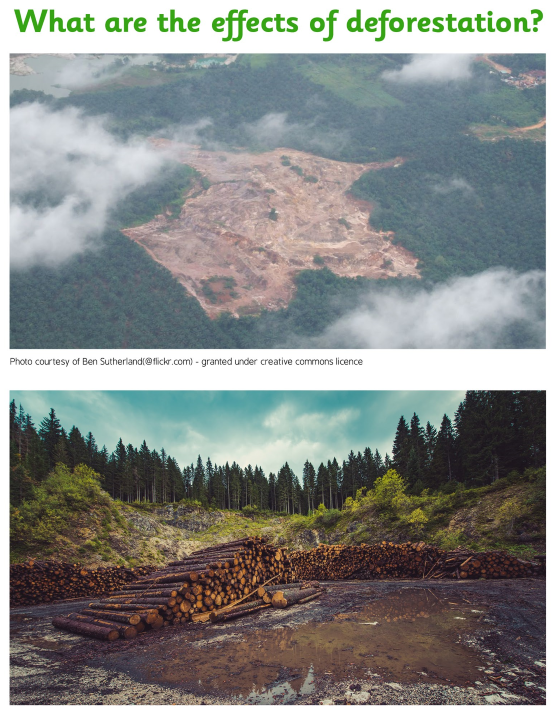 What are the effects of deforestation?
Photo courtesy of Ben Sutherland(@flickr.com) - granted under creative commons licence